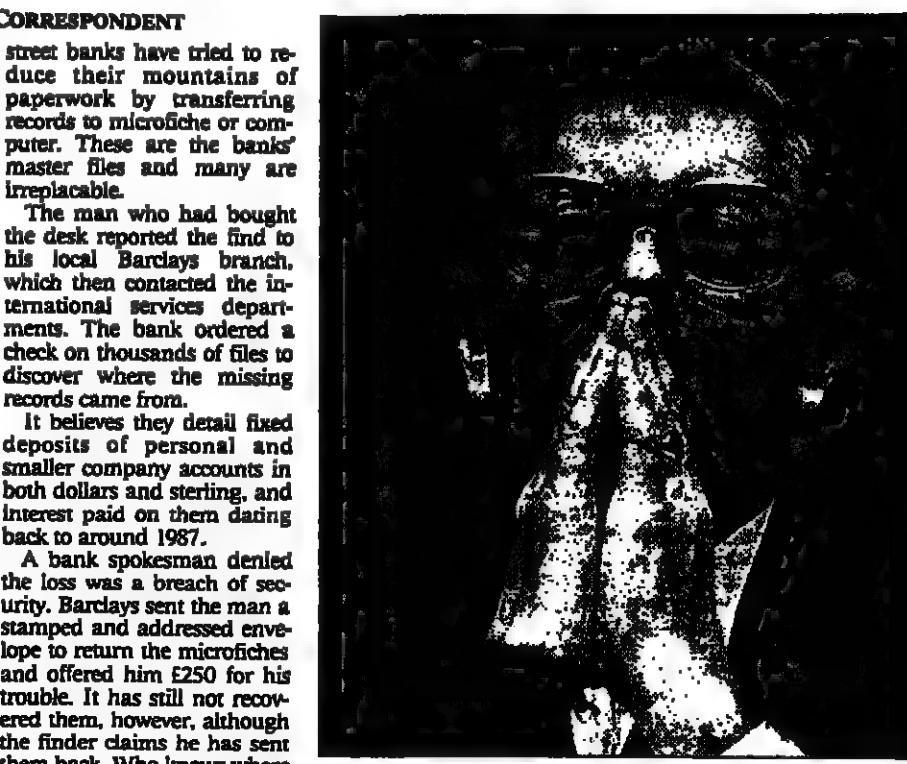 CORRESPONDENT
street banks have tried to re-
duce their mountains of
paperwork by transferring
records to microfiche or com-
puter. These are the banks'
master files and many are
irreplacable.
The man who had bought
the desk reported the find to
his local Barclays branch,
which then contacted the in-
ternational services depart-
ments. The bank ordered a
check on thousands of files to
discover where the missing
records came from.
It believes they detail fixed
deposits of personal and
smaller company accounts in
both dollars and sterling, and
interest paid on them dating
back to around 1987.
A bank spokesman denied
the loss was a breach of sec-
urity. Barclays sent the man a
stamped and addressed enve-
lope to return the microfiches
and offered him £250 for his
trouble. It has still not recov-
ered them, however, although
the finder claims he has sent
them back. Who knows where